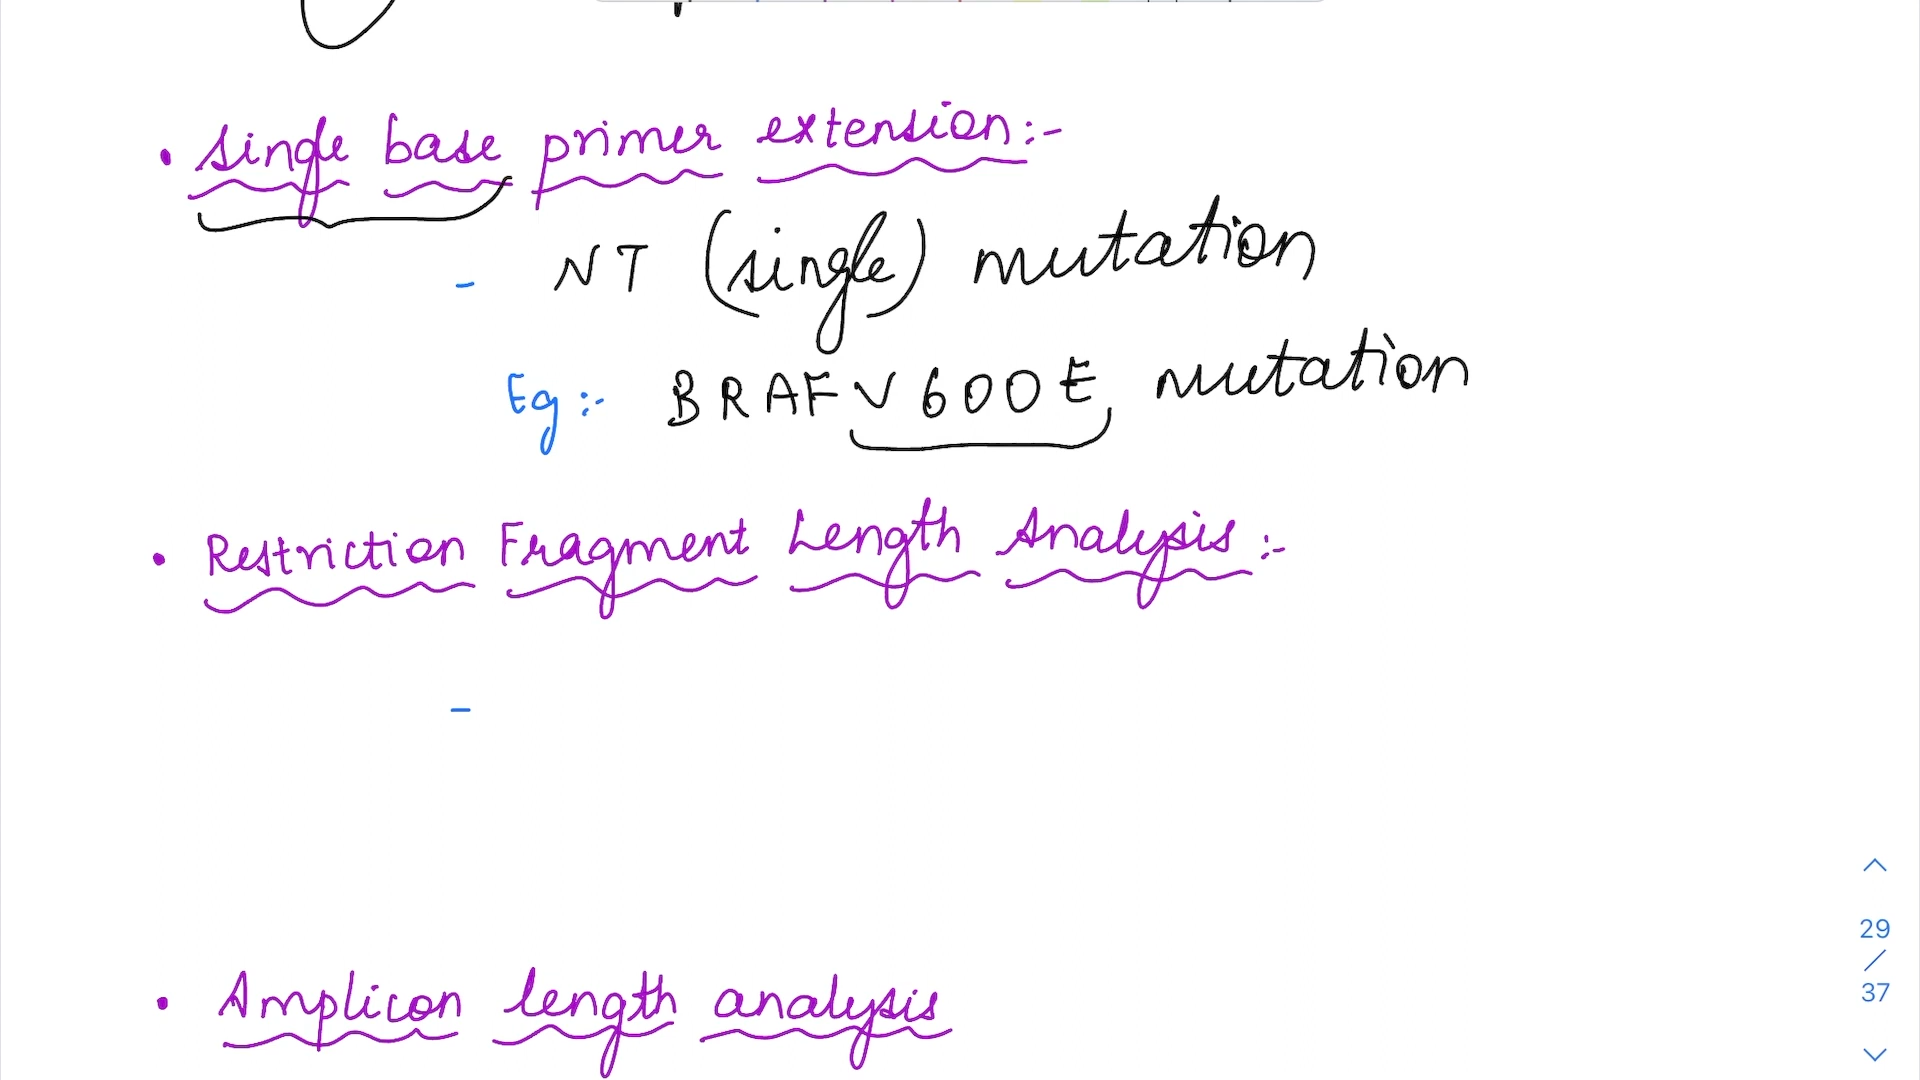 • Single base primer extension:-
- NT (single) mutation
Eg:- BRAF V600E mutation
• Restriction Fragment Length Analysis:-
-
• Amplicon length analysis
29
/
37